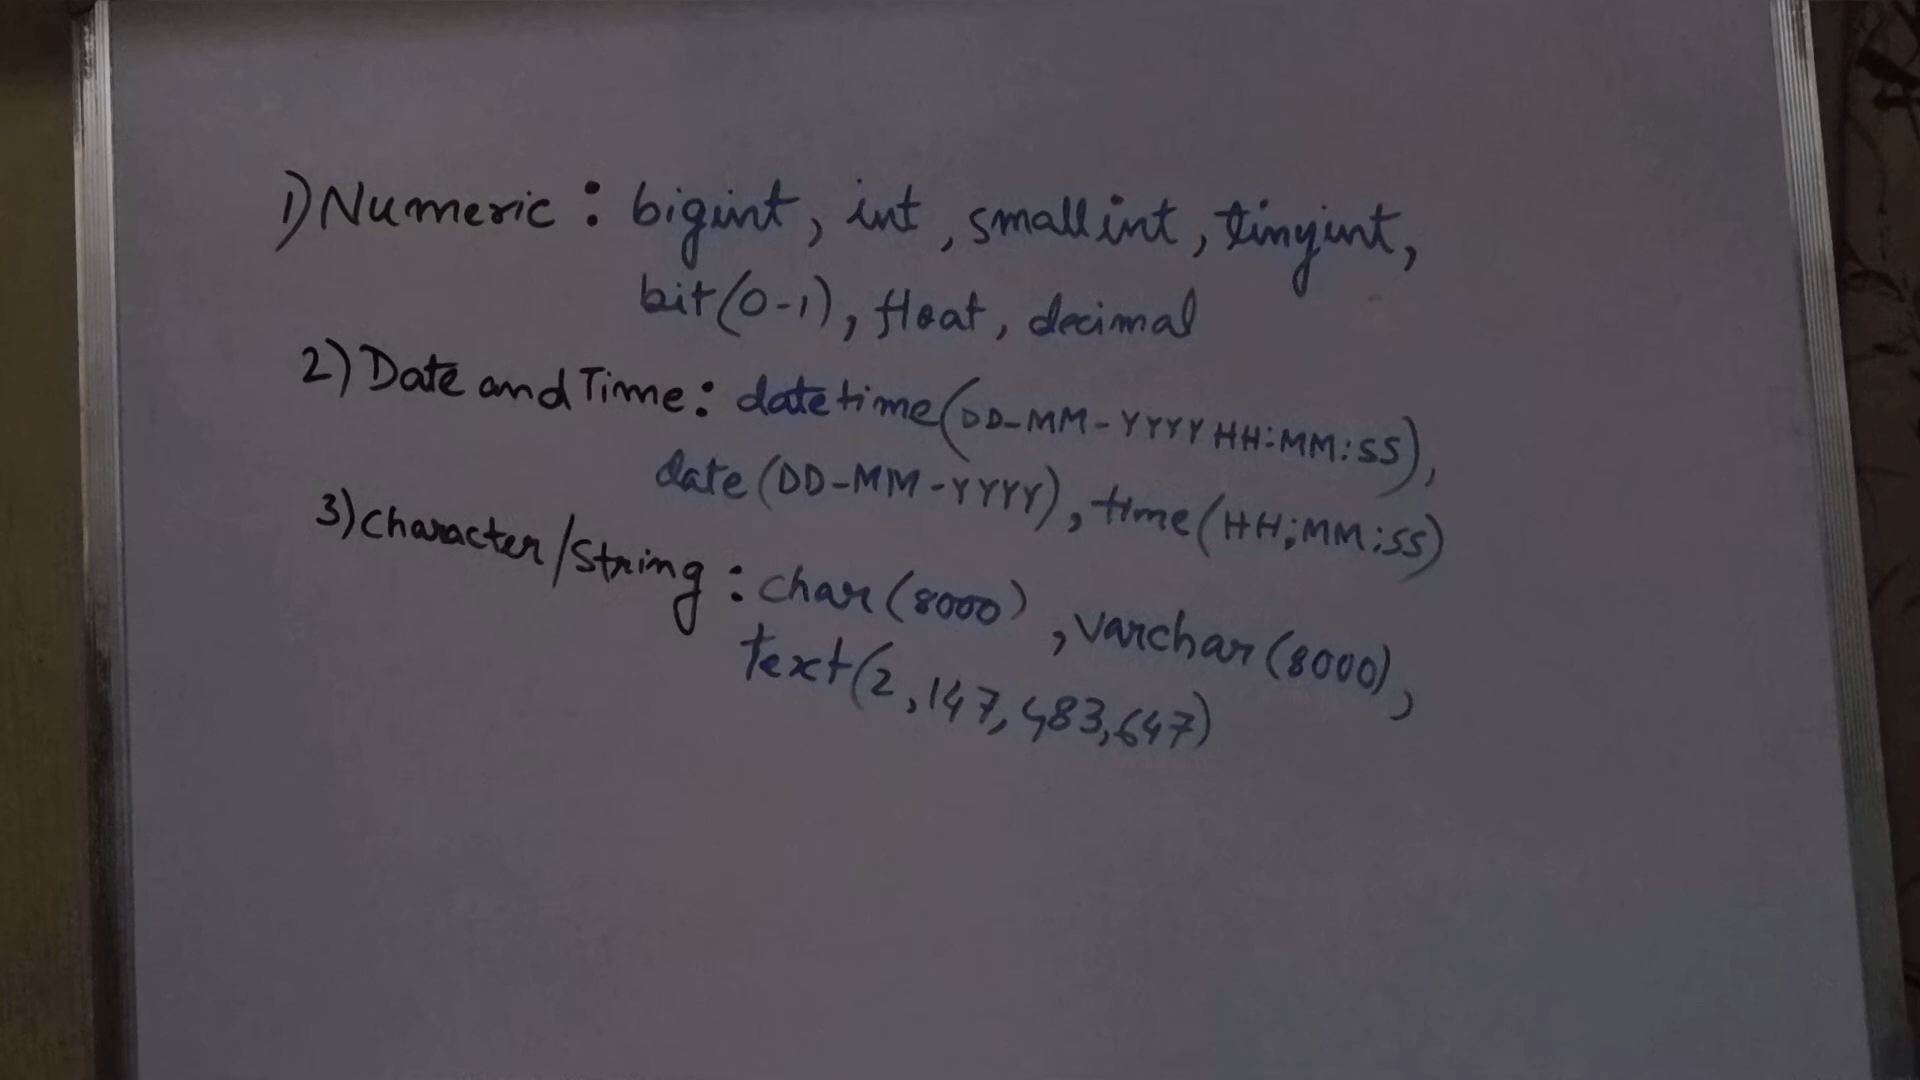 1) Numeric : bigint, int, smallint, tinyint,
bit(0-1), float, decimal
2) Date and Time: datetime(DD-MM-YYYY HH:MM:SS),
date (DD-MM-YYYY), time (HH:MM:SS)
3) Character/String : char (8000), varchar (8000),
text(2,147,483,647)